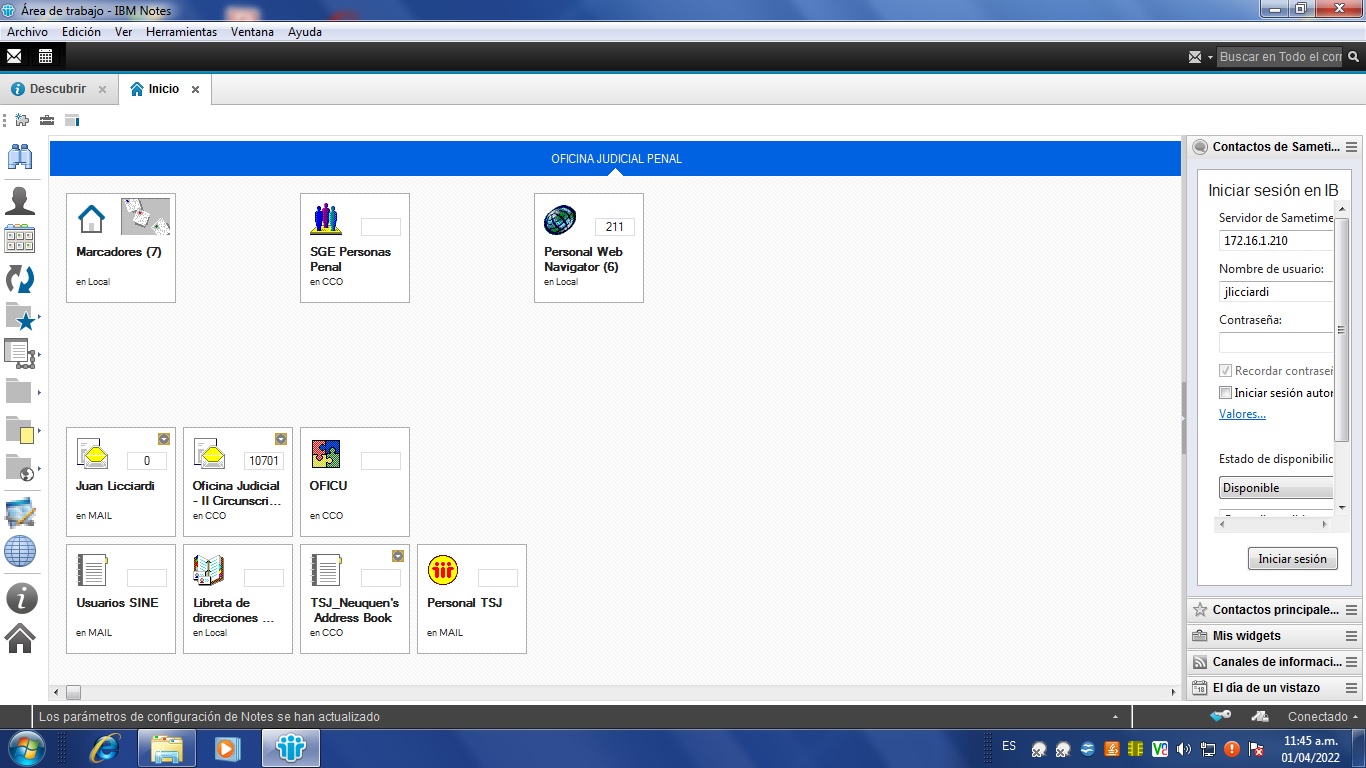 Área de trabajo - IBM Notes
Archivo Edición Ver Herramientas Ventana Ayuda
Buscar en Todo el corr
Descubrir
Inicio
OFICINA JUDICIAL PENAL
Marcadores (7)
en Local
SGE Personas
Penal
en CCO
211
Personal Web
Navigator (6)
en Local
0
Juan Licciardi
en MAIL
10701
Oficina Judicial
- II Circunscri...
en CCO
OFICU
en CCO
Usuarios SINE
en MAIL
Libreta de
direcciones ...
en Local
TSJ_Neuquen's
Address Book
en CCO
Personal TSJ
en MAIL
Contactos de Sameti...
Iniciar sesión en IB
Servidor de Sametime
172.16.1.210
Nombre de usuario:
jlicciardi
Contraseña:
Recordar contraseñ
Iniciar sesión autor
Valores...
Estado de disponibilid
Disponible
Iniciar sesión
Contactos principale...
Mis widgets
Canales de informaci...
El día de un vistazo
Los parámetros de configuración de Notes se han actualizado
Conectado
ES
11:45 a.m.
01/04/2022